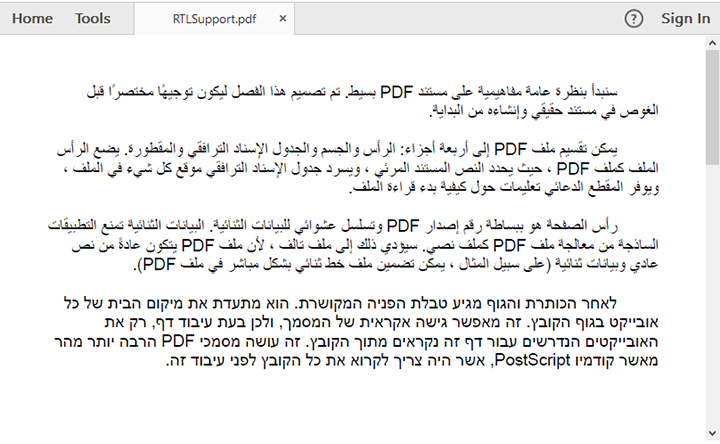 Home Tools RTLSupport.pdf × ? Sign In
سنبدأ بنظرة عامة مفاهيمية على مستند PDF بسيط. تم تصميم هذا الفصل ليكون توجيهًا مختصرًا قبل
الغوص في مستند حقيقي وإنشاءه من البداية.
يمكن تقسيم ملف PDF إلى أربعة أجزاء: الرأس والجسم والجدول الإسناد الترافقي والمقطورة. يضع الرأس
الملف كملف PDF ، حيث يحدد النص المستند المرئي ، ويسرد جدول الإسناد الترافقي موقع كل شيء في الملف ،
ويوفر المقطع الدعائي تعليمات حول كيفية بدء قراءة الملف.
رأس الصفحة هو ببساطة رقم إصدار PDF وتسلسل عشوائي للبيانات الثنائية. البيانات الثنائية تمنع التطبيقات
الساذجة من معالجة ملف PDF كملف نصي. سيؤدي ذلك إلى ملف تالف ، لأن ملف PDF يتكون عادةً من نص
عادي وبيانات ثنائية (على سبيل المثال ، يمكن تضمين ملف خط ثنائي بشكل مباشر في ملف PDF).
לאחר הכותרת והגוף מגיע טבלת הפניה המקושרת. הוא מתעדת את מיקום הבית של כל
אובייקט בגוף הקובץ. זה מאפשר גישה אקראית של המסמך, ולכן בעת עיבוד דף, רק את
האובייקטים הנדרשים עבור דף זה נקראים מתוך הקובץ. זה עושה מסמכי PDF הרבה יותר מהר
מאשר קודמיו PostScript, אשר היה צריך לקרוא את כל הקובץ לפני עיבוד זה.